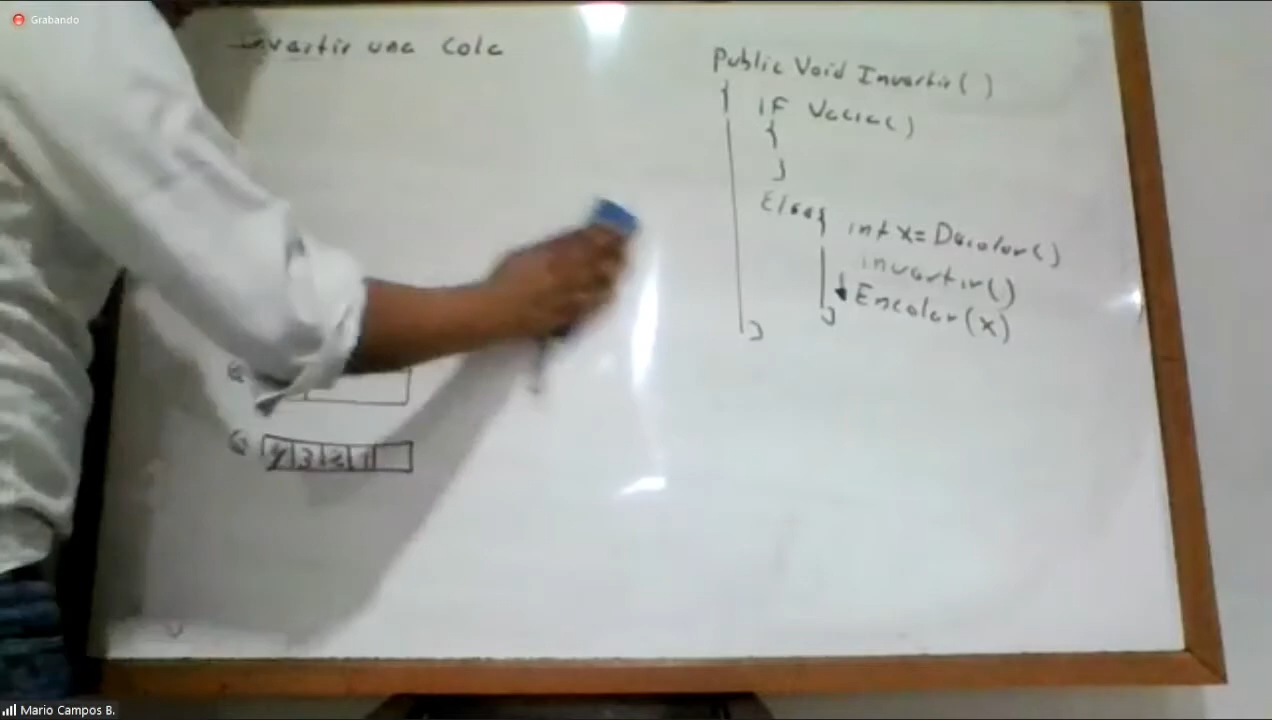 Grabando
Invertir una Cola
Public Void Invertir()
{ if Vacia()
{
}
Else{ int x= Decolar()
invertir()
Encolar(x)
}
}
Q
Q 4 3 2 1
Mario Campos B.